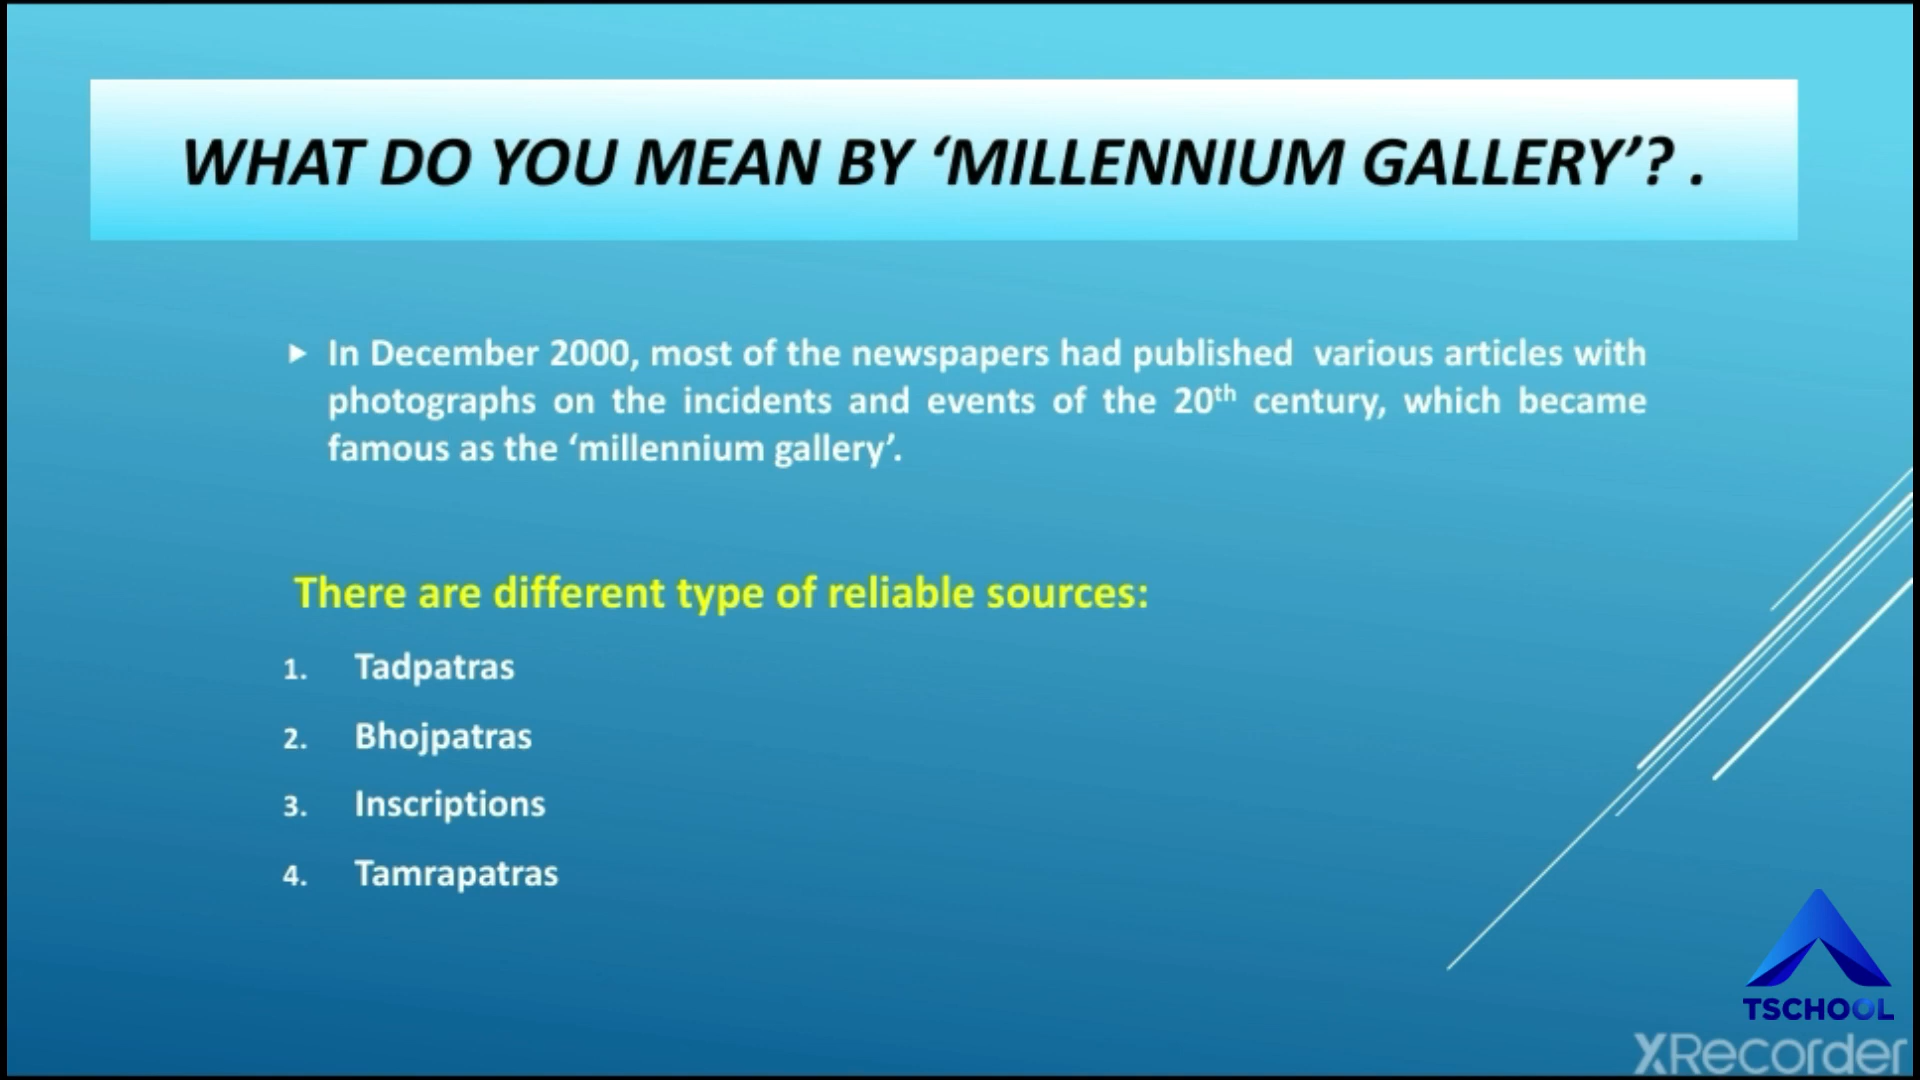 WHAT DO YOU MEAN BY ‘MILLENNIUM GALLERY’? .
▶ In December 2000, most of the newspapers had published various articles with
photographs on the incidents and events of the 20th century, which became
famous as the ‘millennium gallery’.
There are different type of reliable sources:
1. Tadpatras
2. Bhojpatras
3. Inscriptions
4. Tamrapatras
TSCHOOL
XRecorder